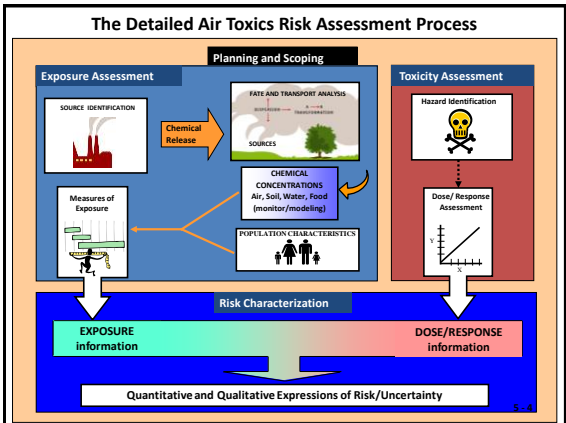 The Detailed Air Toxics Risk Assessment Process
Planning and Scoping
Exposure Assessment
SOURCE IDENTIFICATION
Chemical
Release
FATE AND TRANSPORT ANALYSIS
DISPERSION
A
B
TRANSFORMATION
SOURCES
CHEMICAL
CONCENTRATIONS
Air, Soil, Water, Food
(monitor/modeling)
Measures of
Exposure
POPULATION CHARACTERISTICS
Toxicity Assessment
Hazard Identification
Dose/ Response
Assessment
Y
X
Risk Characterization
EXPOSURE
information
DOSE/RESPONSE
information
Quantitative and Qualitative Expressions of Risk/Uncertainty
5 - 4